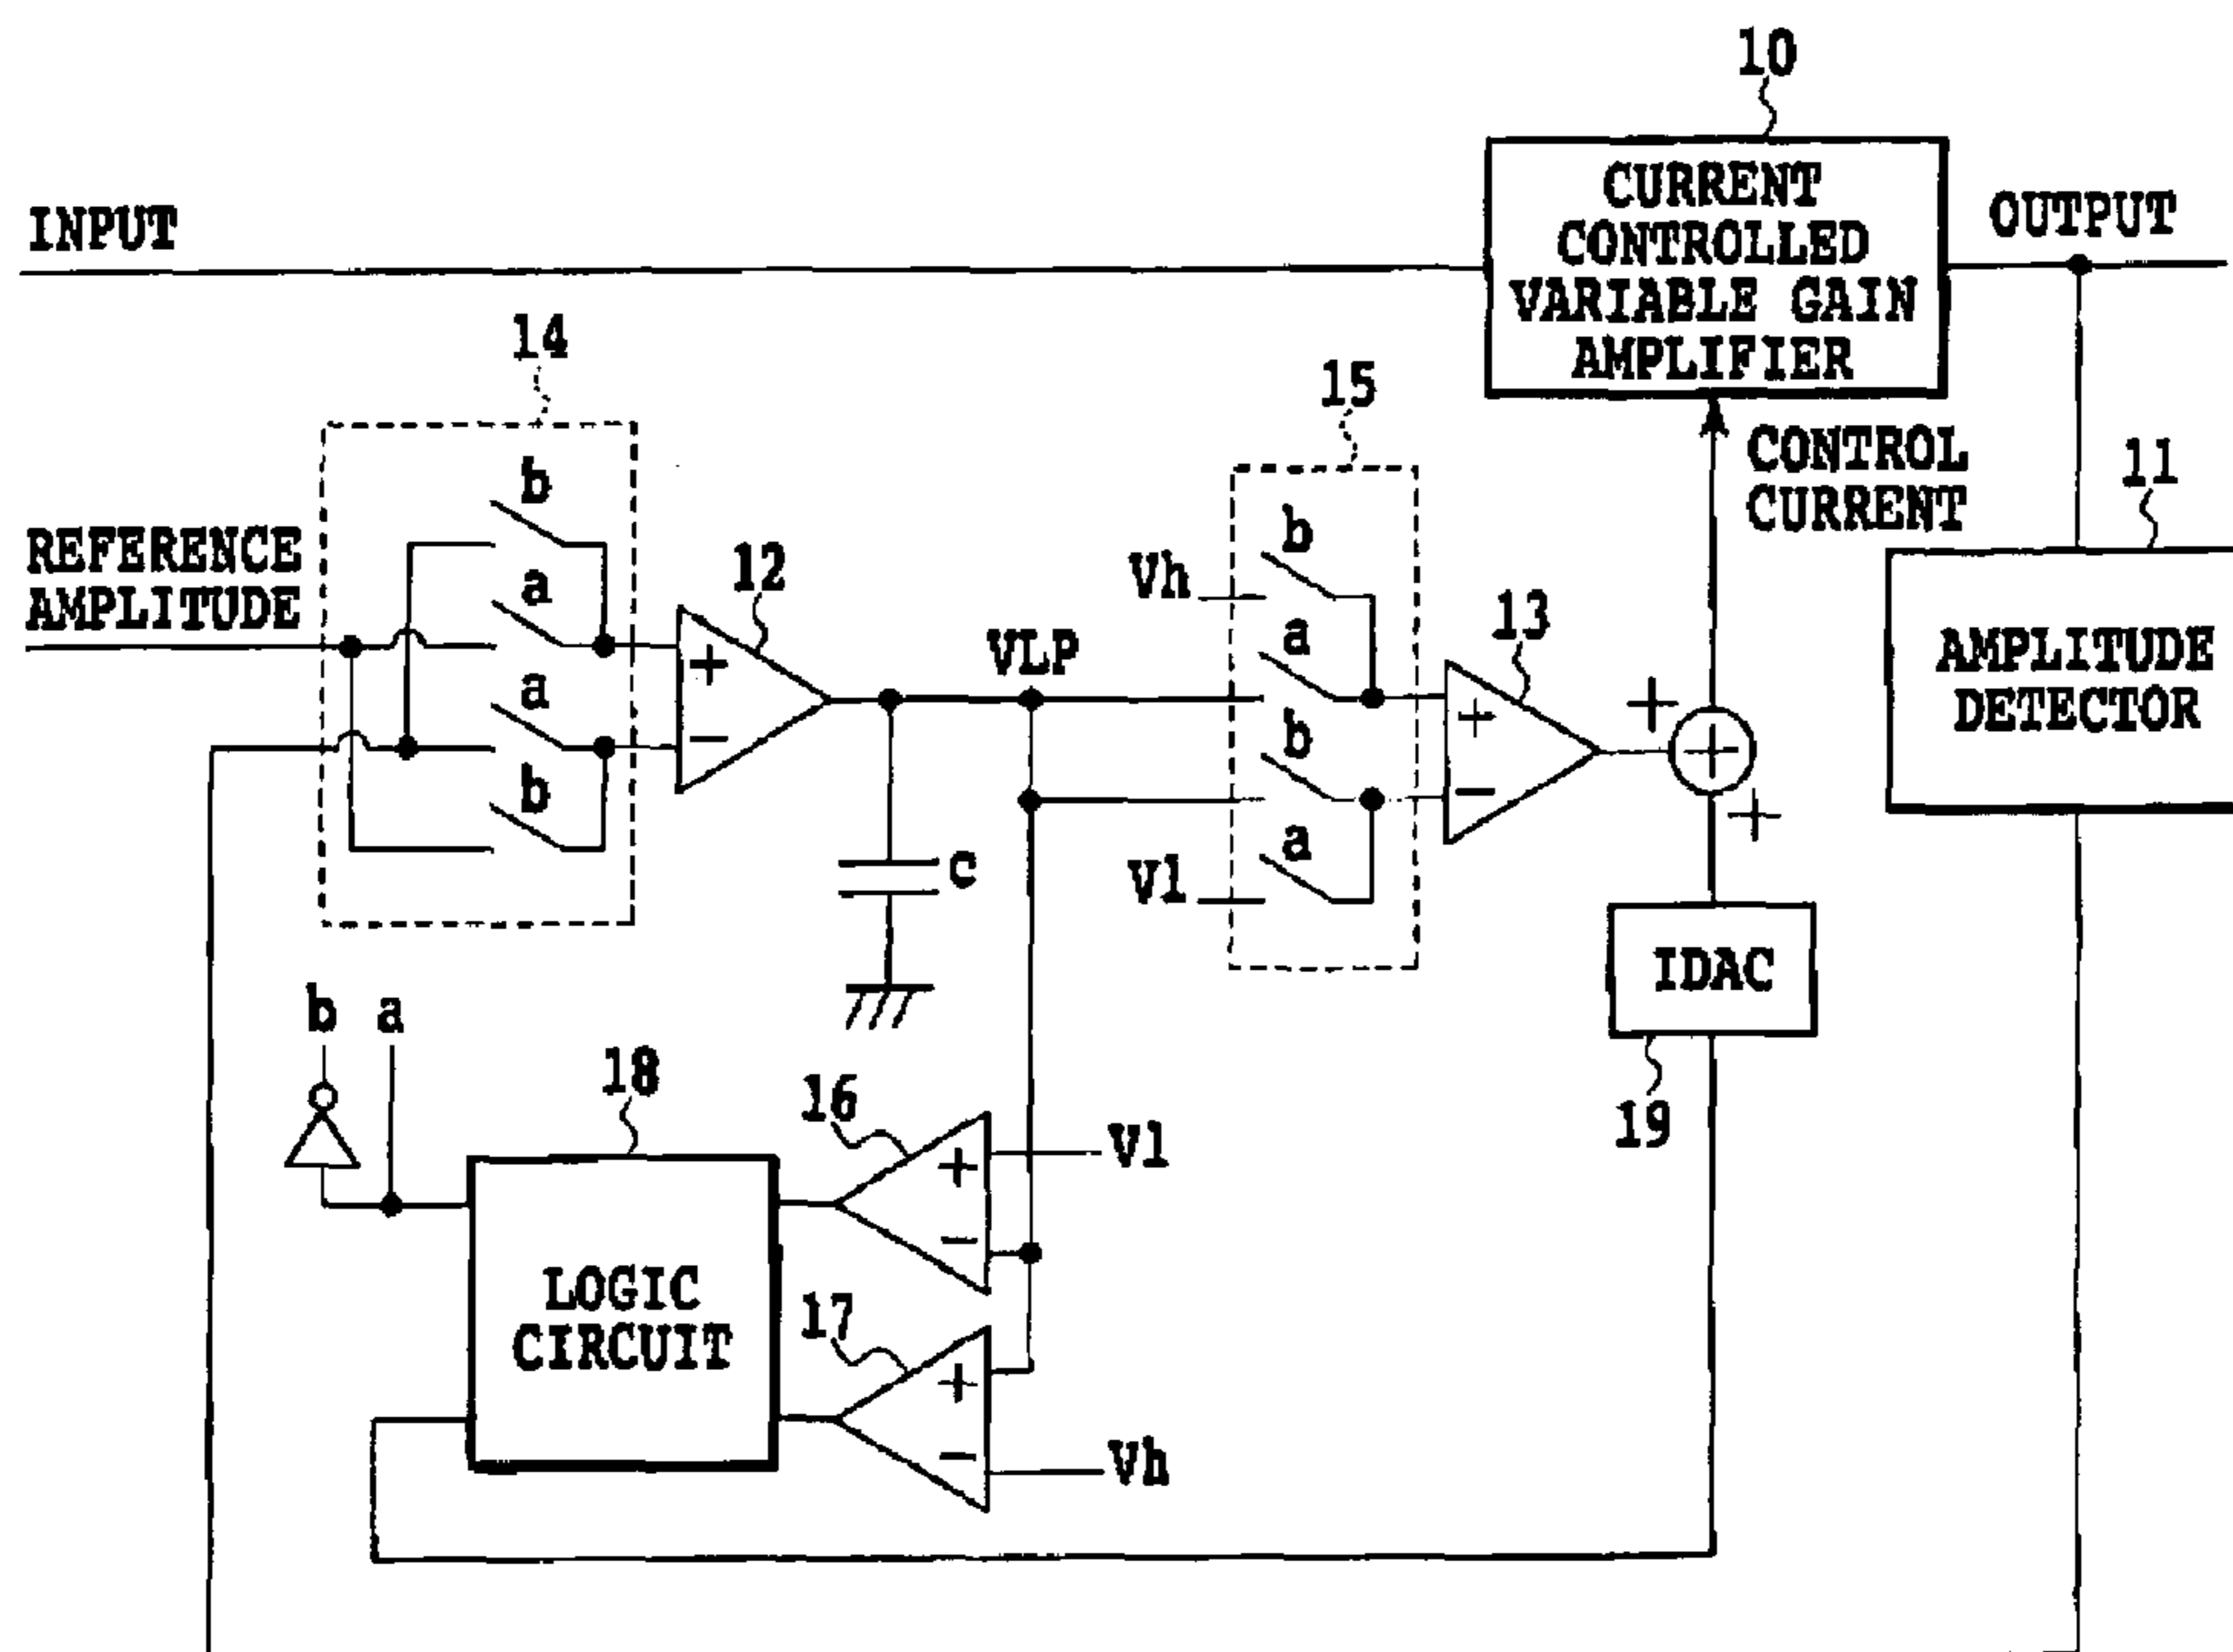 10
CURRENT
CONTROLLED
VARIABLE GAIN
AMPLIFIER
INPUT
OUTPUT
14
15
CONTROL
CURRENT
11
b
REFERENCE
AMPLITUDE
a
12
+
−
a
b
VLP
Vh
b
a
b
a
Vl
13
+
−
+
+
+
AMPLITUDE
DETECTOR
c
IDAC
19
b a
18
16
+
−
Vl
LOGIC
CIRCUIT
17
+
−
Vh